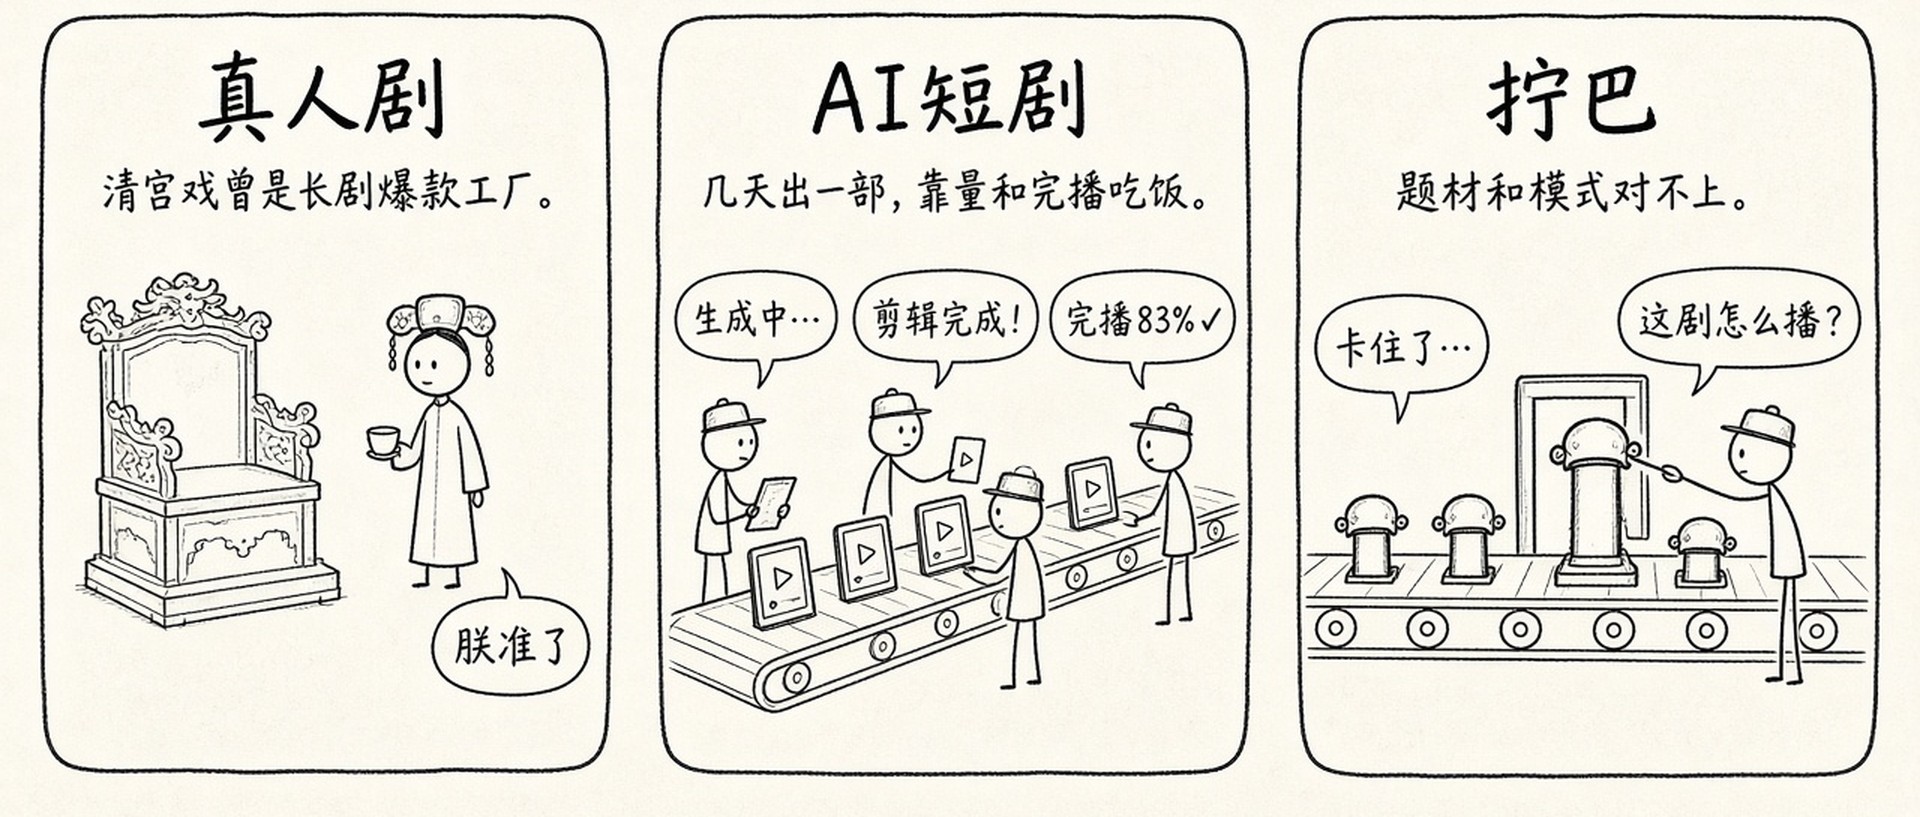 真人剧
清宫戏曾是长剧爆款工厂。
朕准了
AI短剧
几天出一部，靠量和完播吃饭。
生成中…
剪辑完成！
完播83%✓
拧巴
题材和模式对不上。
卡住了…
这剧怎么播？